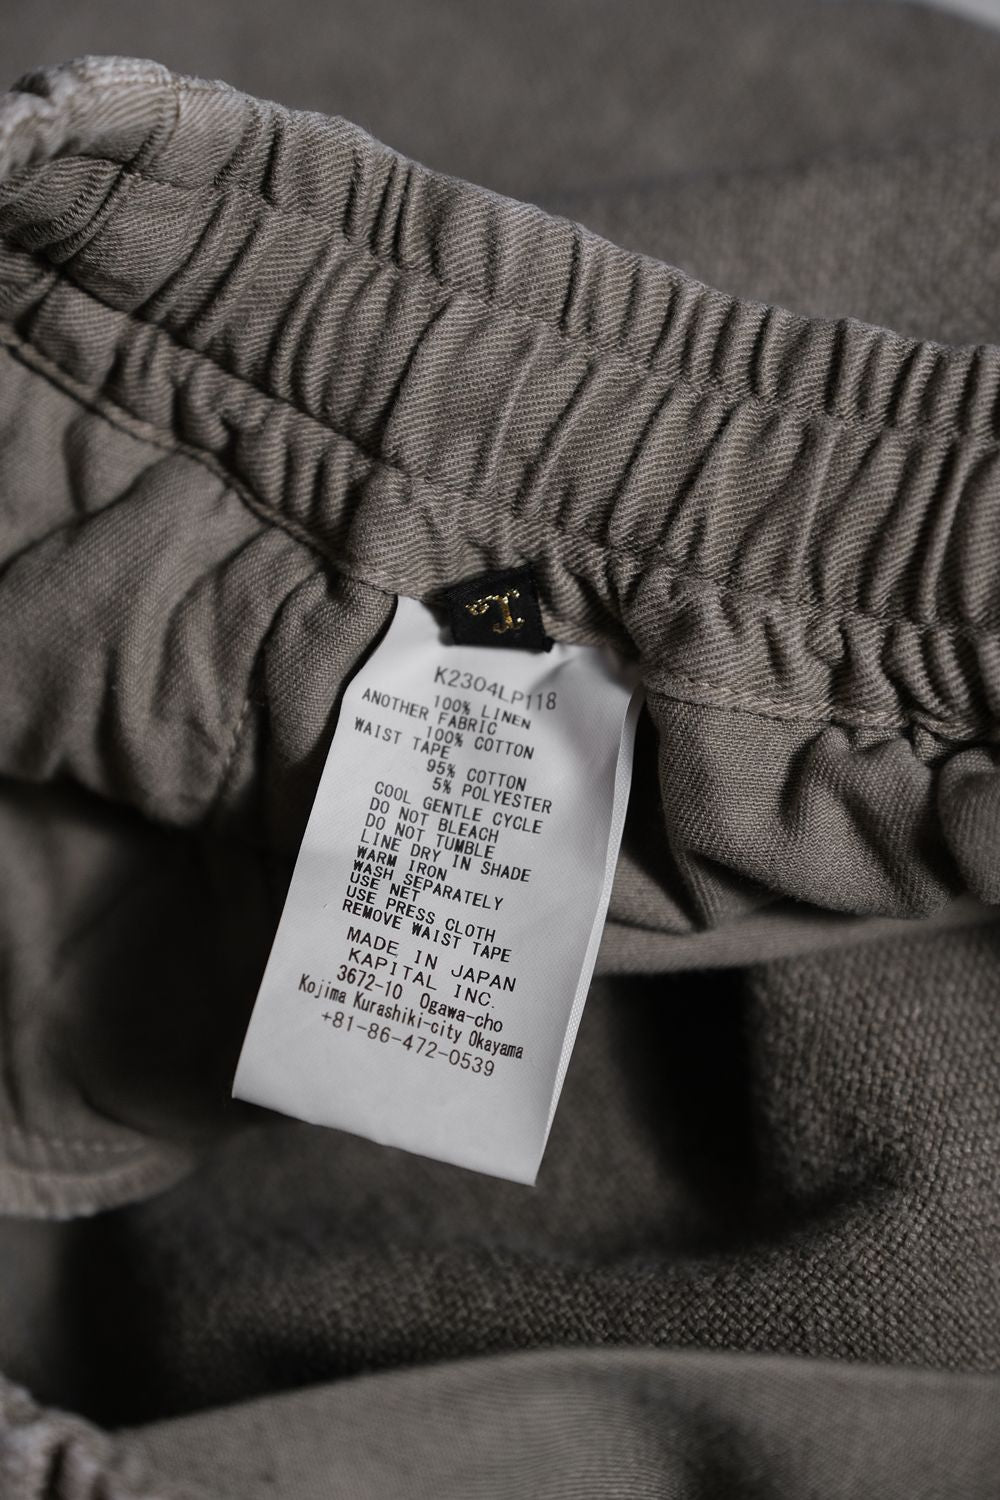 K2304LP118
100% LINEN
ANOTHER FABRIC
100% COTTON
WAIST TAPE
95% COTTON
5% POLYESTER
COOL GENTLE CYCLE
DO NOT BLEACH
DO NOT TUMBLE
LINE DRY IN SHADE
WARM IRON
WASH SEPARATELY
USE NET
USE PRESS CLOTH
REMOVE WAIST TAPE
MADE IN JAPAN
KAPITAL INC.
3672-10 Ogawa-cho
Kojima Kurashiki-city Okayama
+81-86-472-0539